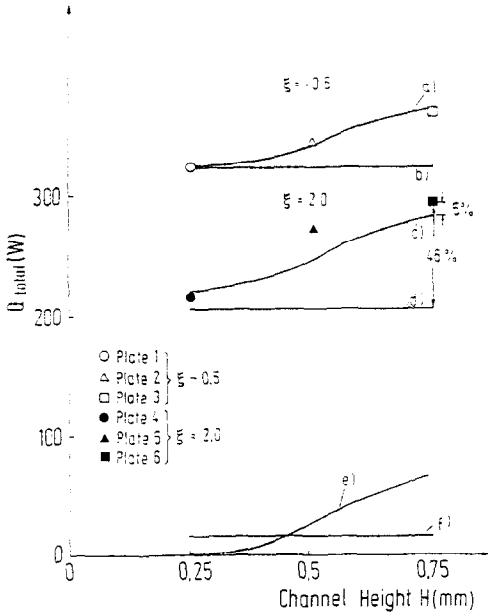 ξ = -0.5
a)
b)
300
ξ = 2.0
5%
c)
46%
d)
200
Q total (W)
Plate 1
Plate 2
Plate 3
ξ = 0.5
Plate 4
Plate 5
Plate 6
ξ = 2.0
100
e)
f)
0
0 0,25 0,5 0,75
Channel Height H(mm)